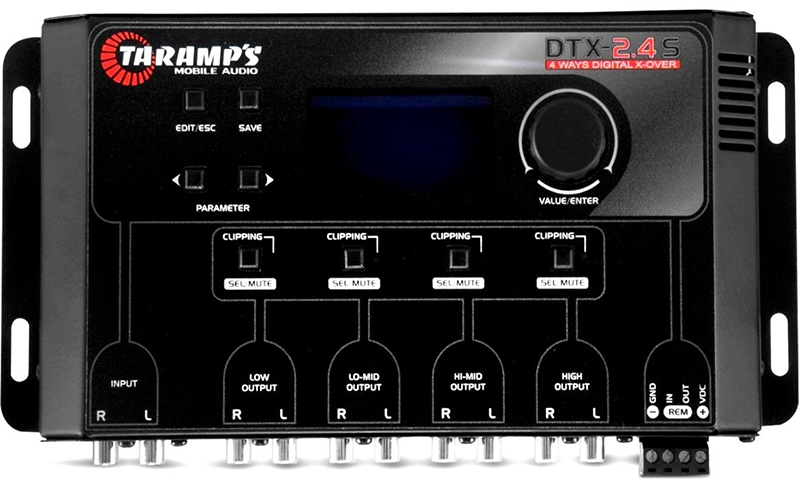 TARAMP'S
MOBILE AUDIO
DTX-2.4 S
4 WAYS DIGITAL X-OVER
EDIT/ESC
SAVE
PARAMETER
VALUE/ENTER
CLIPPING
CLIPPING
CLIPPING
CLIPPING
SEL MUTE
SEL MUTE
SEL MUTE
SEL MUTE
INPUT
R L
LOW
OUTPUT
R L
LO-MID
OUTPUT
R L
HI-MID
OUTPUT
R L
HIGH
OUTPUT
R L
- GND
IN
OUT
REM
+ VDC